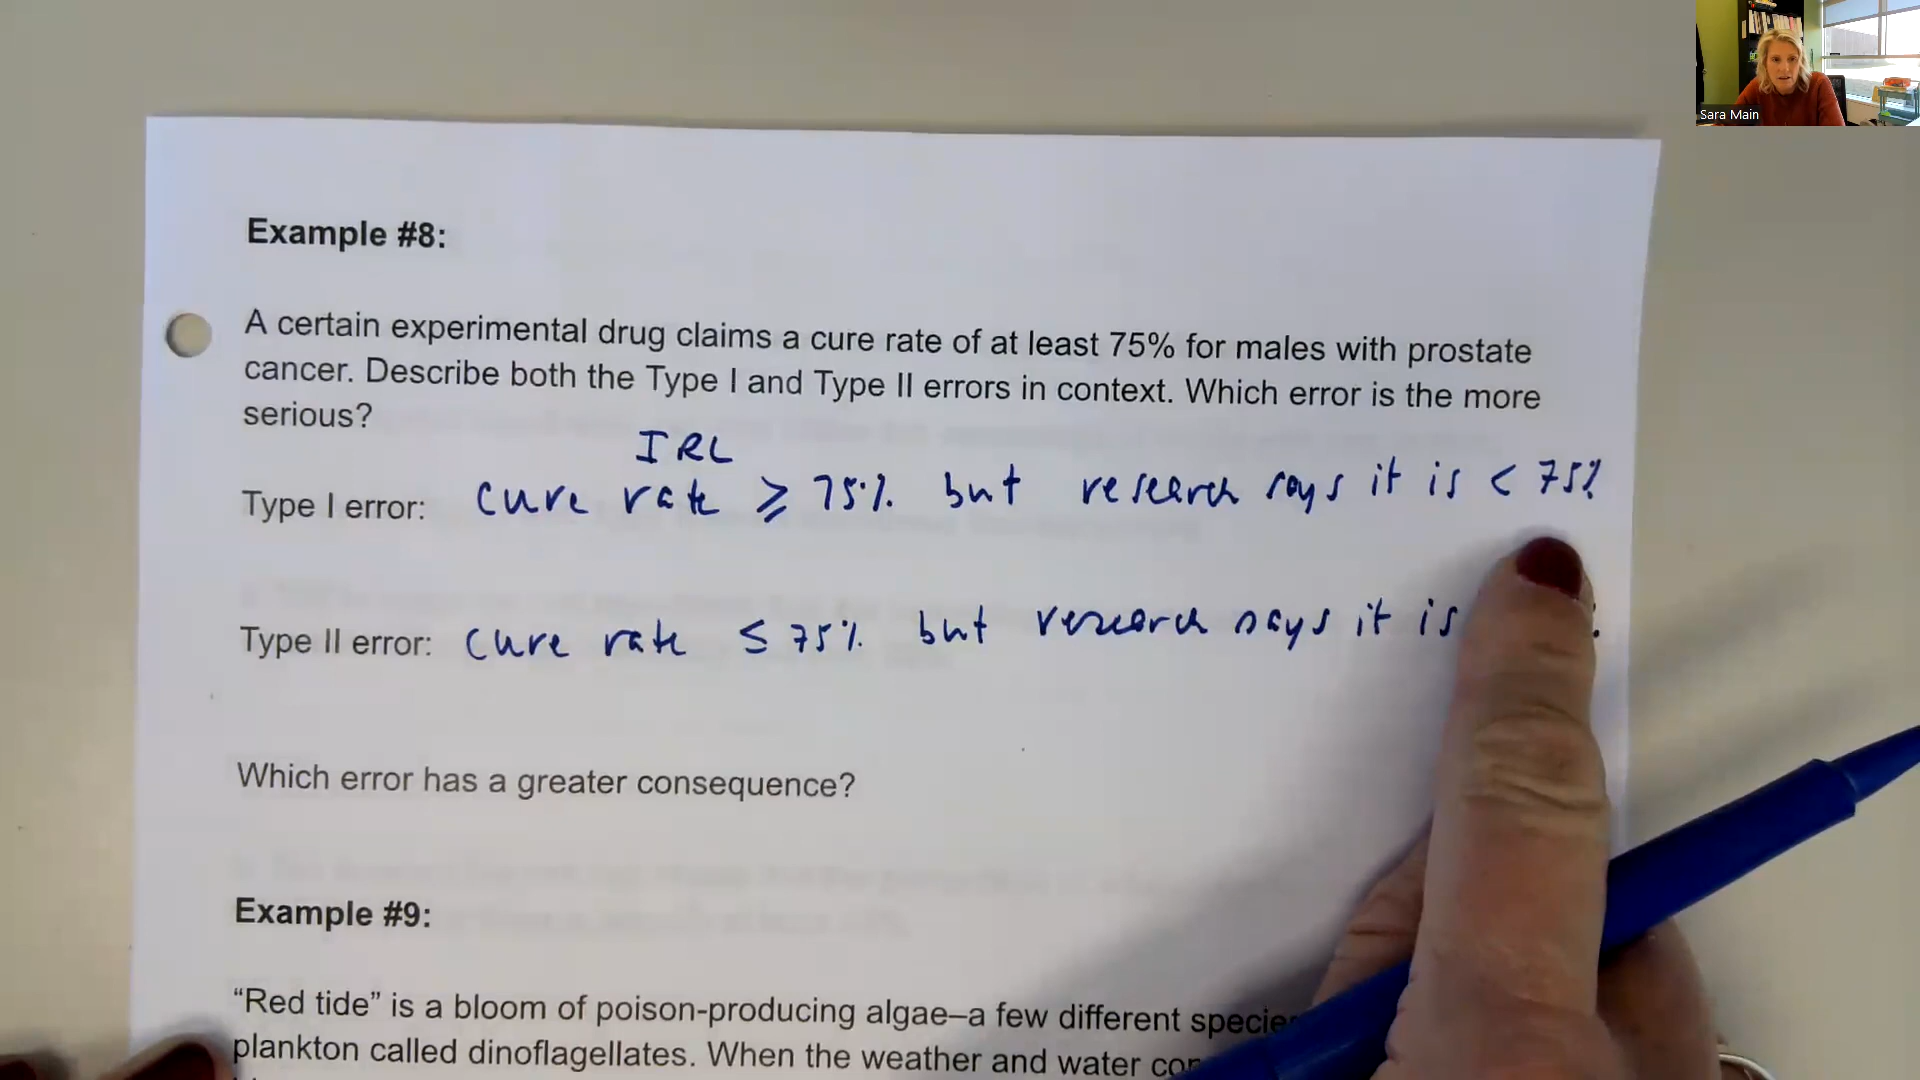 Sara Main
Example #8:
A certain experimental drug claims a cure rate of at least 75% for males with prostate
cancer. Describe both the Type I and Type II errors in context. Which error is the more
serious?
IRL
Type I error: cure rate ≥ 75% but research says it is < 75%
Type II error: cure rate ≤ 75% but research says it is
Which error has a greater consequence?
Example #9:
“Red tide” is a bloom of poison-producing algae–a few different
plankton called dinoflagellates. When the weather and water